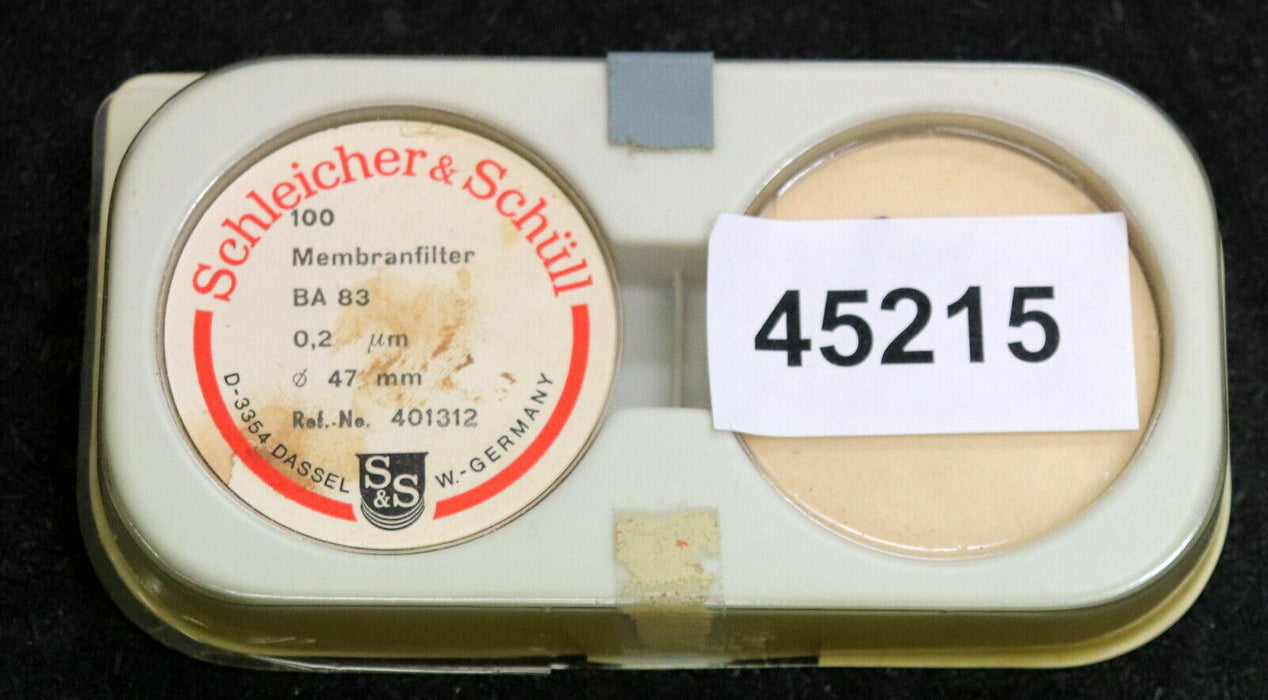 Schleicher & Schüll
100
Membranfilter
BA 83
0,2 µm
ø 47 mm
Ref.-No. 401312
D-3354 DASSEL W.-GERMANY
S&S
45215